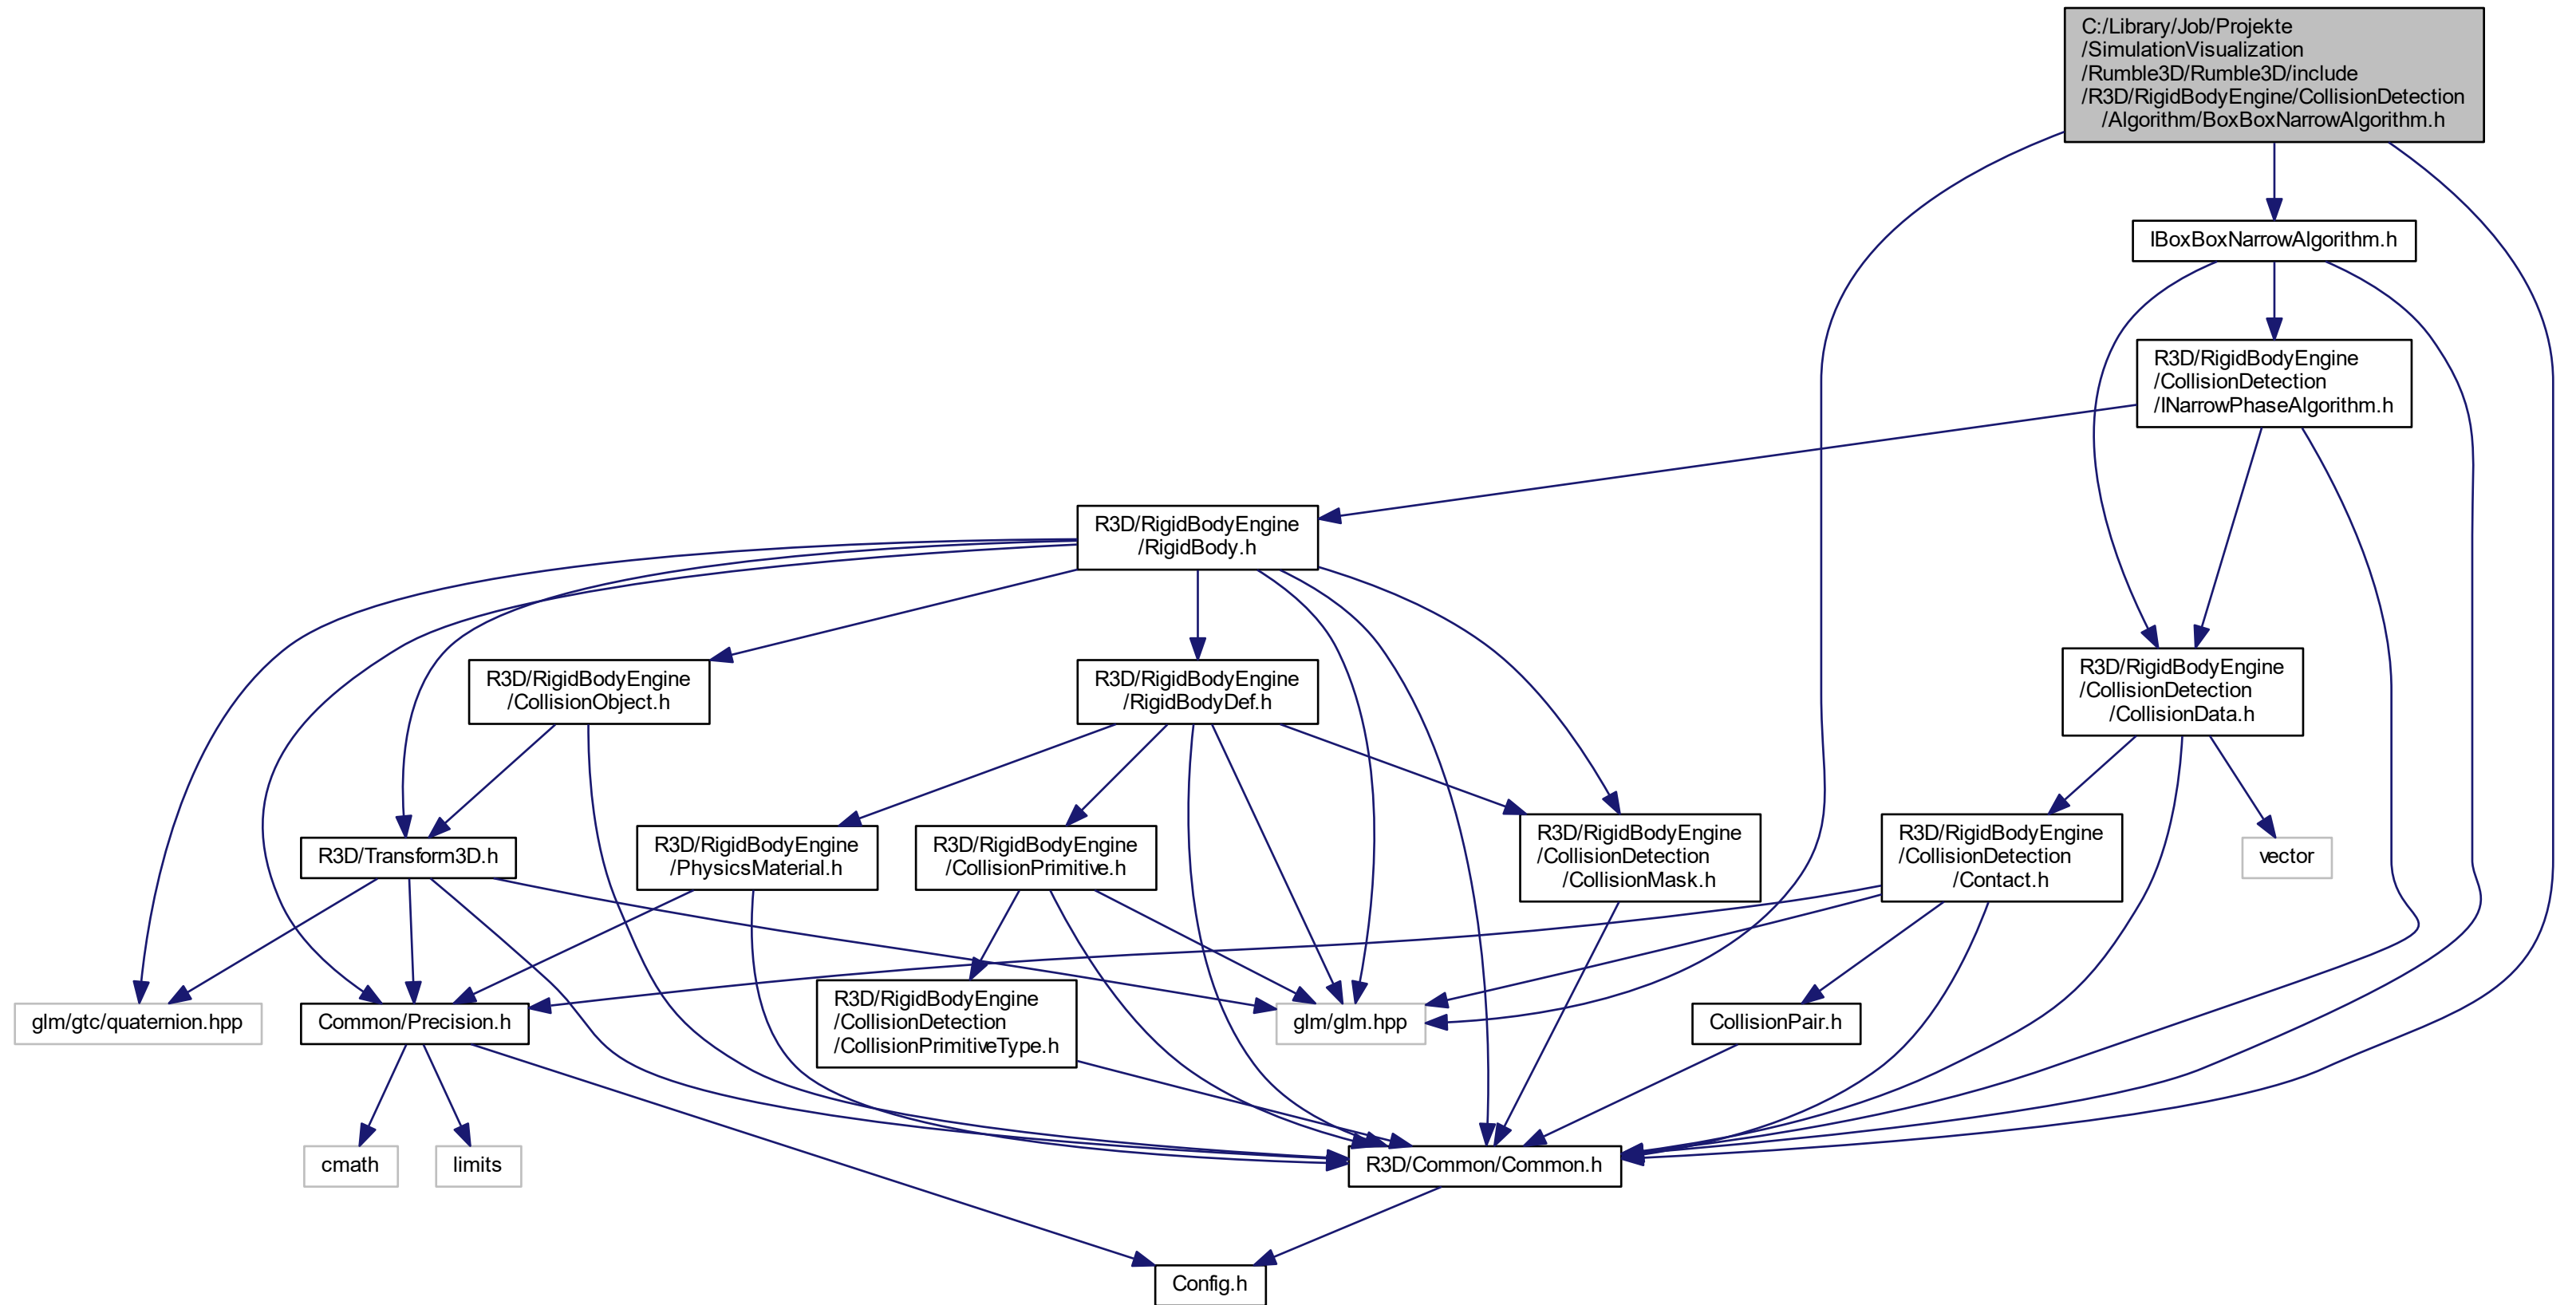 C:/Library/Job/Projekte
/SimulationVisualization
/Rumble3D/Rumble3D/include
/R3D/RigidBodyEngine/CollisionDetection
/Algorithm/BoxBoxNarrowAlgorithm.h
IBoxBoxNarrowAlgorithm.h
R3D/RigidBodyEngine
/CollisionDetection
/INarrowPhaseAlgorithm.h
R3D/RigidBodyEngine
/RigidBody.h
R3D/RigidBodyEngine
/CollisionObject.h
R3D/RigidBodyEngine
/RigidBodyDef.h
R3D/RigidBodyEngine
/CollisionDetection
/CollisionData.h
R3D/Transform3D.h
R3D/RigidBodyEngine
/PhysicsMaterial.h
R3D/RigidBodyEngine
/CollisionPrimitive.h
R3D/RigidBodyEngine
/CollisionDetection
/CollisionMask.h
R3D/RigidBodyEngine
/CollisionDetection
/Contact.h
vector
glm/gtc/quaternion.hpp
Common/Precision.h
R3D/RigidBodyEngine
/CollisionDetection
/CollisionPrimitiveType.h
glm/glm.hpp
CollisionPair.h
cmath
limits
R3D/Common/Common.h
Config.h